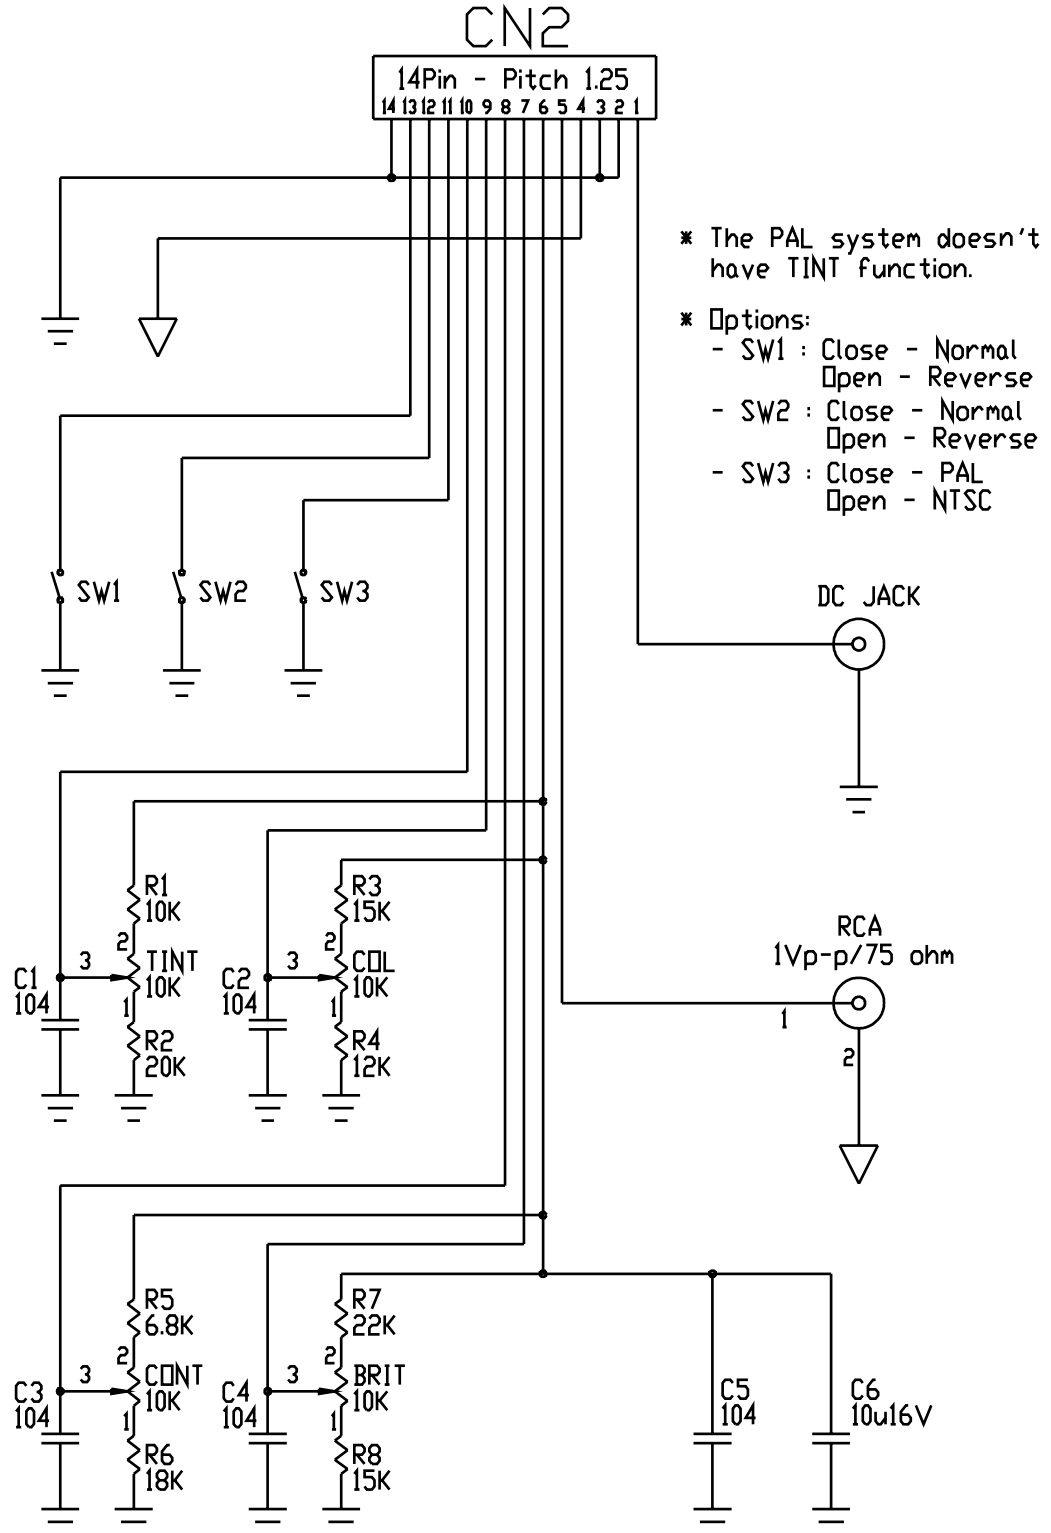 CN2
14Pin - Pitch 1.25
14 13 12 11 10 9 8 7 6 5 4 3 2 1
* The PAL system doesn't
have TINT function.
* Options:
- SW1 : Close - Normal
Open - Reverse
- SW2 : Close - Normal
Open - Reverse
- SW3 : Close - PAL
Open - NTSC
SW1
SW2
SW3
DC JACK
R1
10K
2
3
TINT
10K
1
C1
104
R2
20K
R3
15K
2
3
COL
10K
1
C2
104
R4
12K
RCA
1Vp-p/75 ohm
1
2
R5
6.8K
2
3
CONT
10K
1
C3
104
R6
18K
R7
22K
2
3
BRIT
10K
1
C4
104
R8
15K
C5
104
C6
10u16V